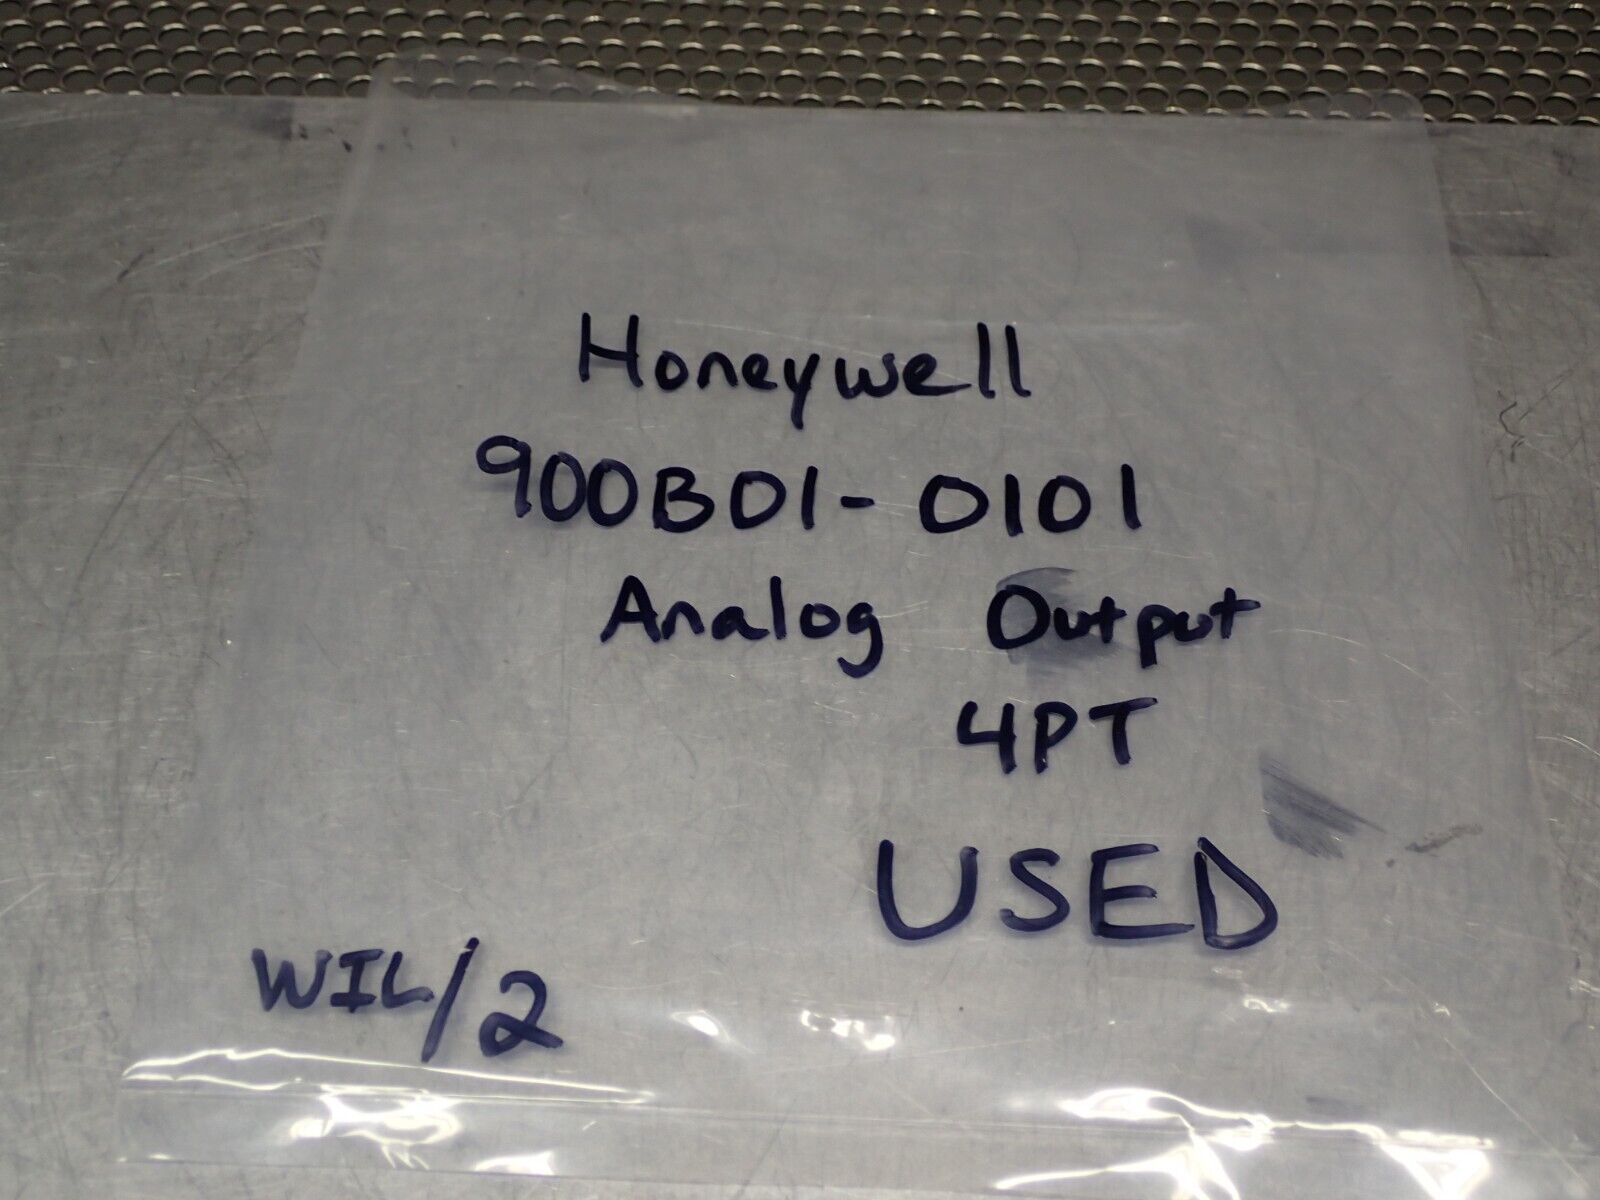 Honeywell
900B01-0101
Analog Output
4PT
USED
WIL/2